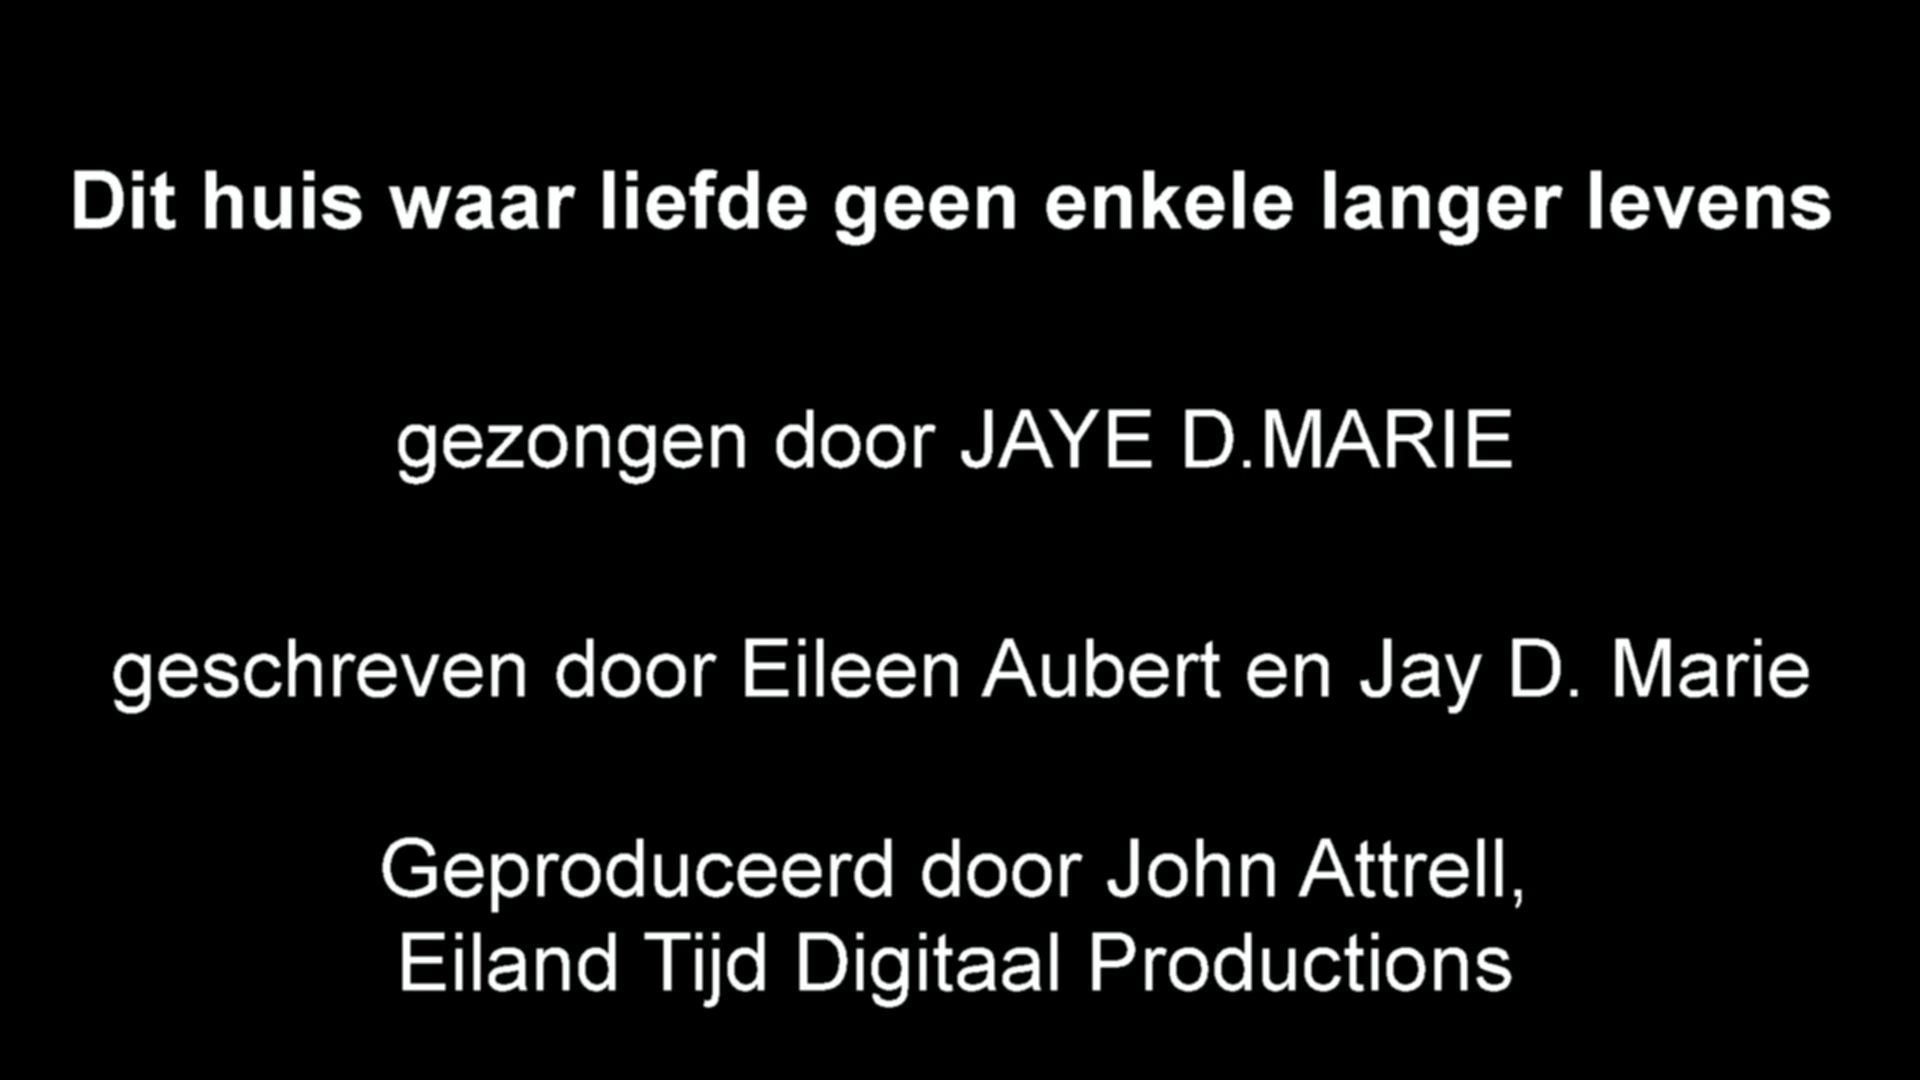 Dit huis waar liefde geen enkele langer levens
gezongen door JAYE D.MARIE
geschreven door Eileen Aubert en Jay D. Marie
Geproduceerd door John Attrell,
Eiland Tijd Digitaal Productions